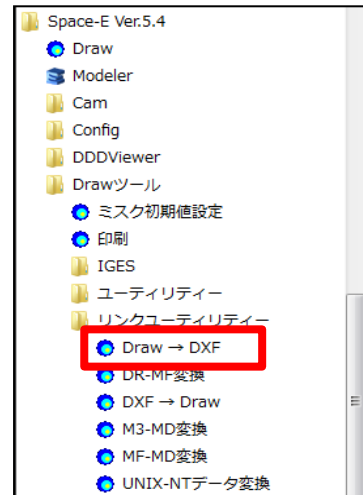 Space-E Ver.5.4
Draw
Modeler
Cam
Config
DDDViewer
Drawツール
ミスク初期値設定
印刷
IGES
ユーティリティー
リンクユーティリティー
Draw → DXF
DR-MF変換
DXF → Draw
M3-MD変換
MF-MD変換
UNIX-NTデータ変換